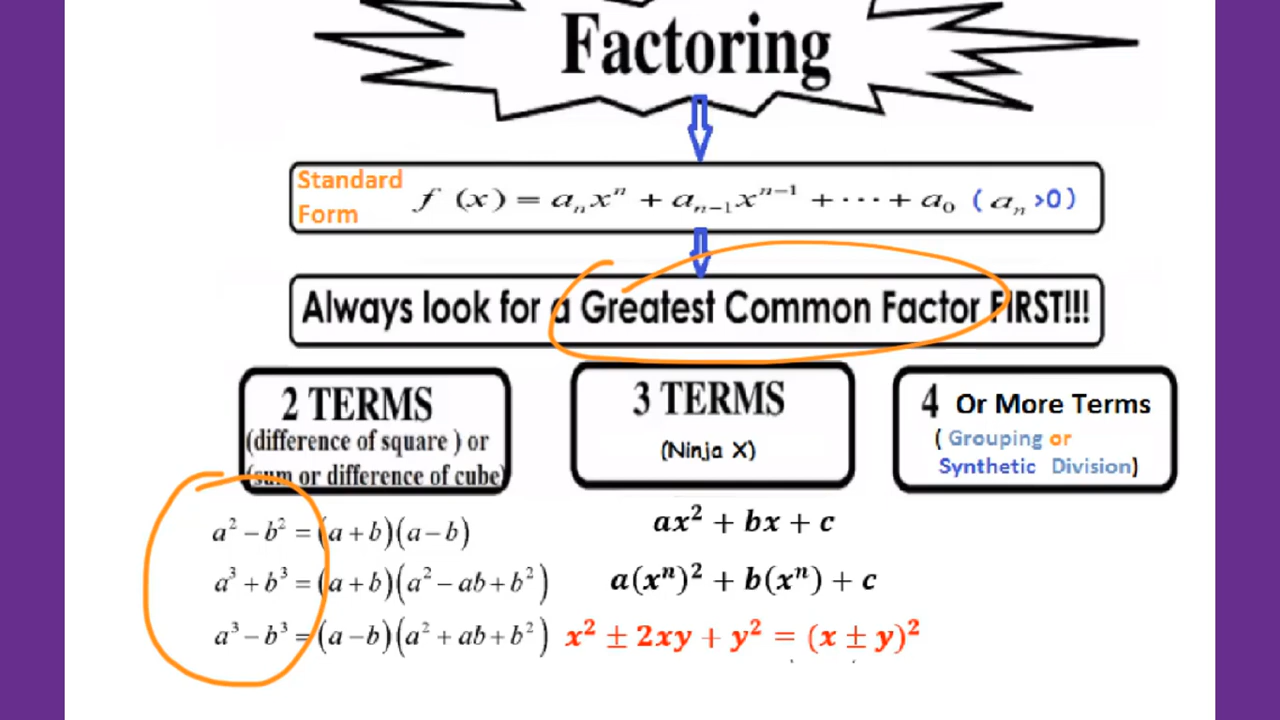 Factoring
Standard
Form
f (x) = aₙxⁿ + aₙ₋₁xⁿ⁻¹ + ⋯ + a₀ ( aₙ >0)
Always look for a Greatest Common Factor FIRST!!!
2 TERMS
(difference of square ) or
(sum or difference of cube)
a² − b² = (a + b)(a − b)
a³ + b³ = (a + b)(a² − ab + b²)
a³ − b³ = (a − b)(a² + ab + b²)
3 TERMS
(Ninja X)
ax² + bx + c
a(xⁿ)² + b(xⁿ) + c
x² ± 2xy + y² = (x ± y)²
4 Or More Terms
( Grouping or
Synthetic Division)